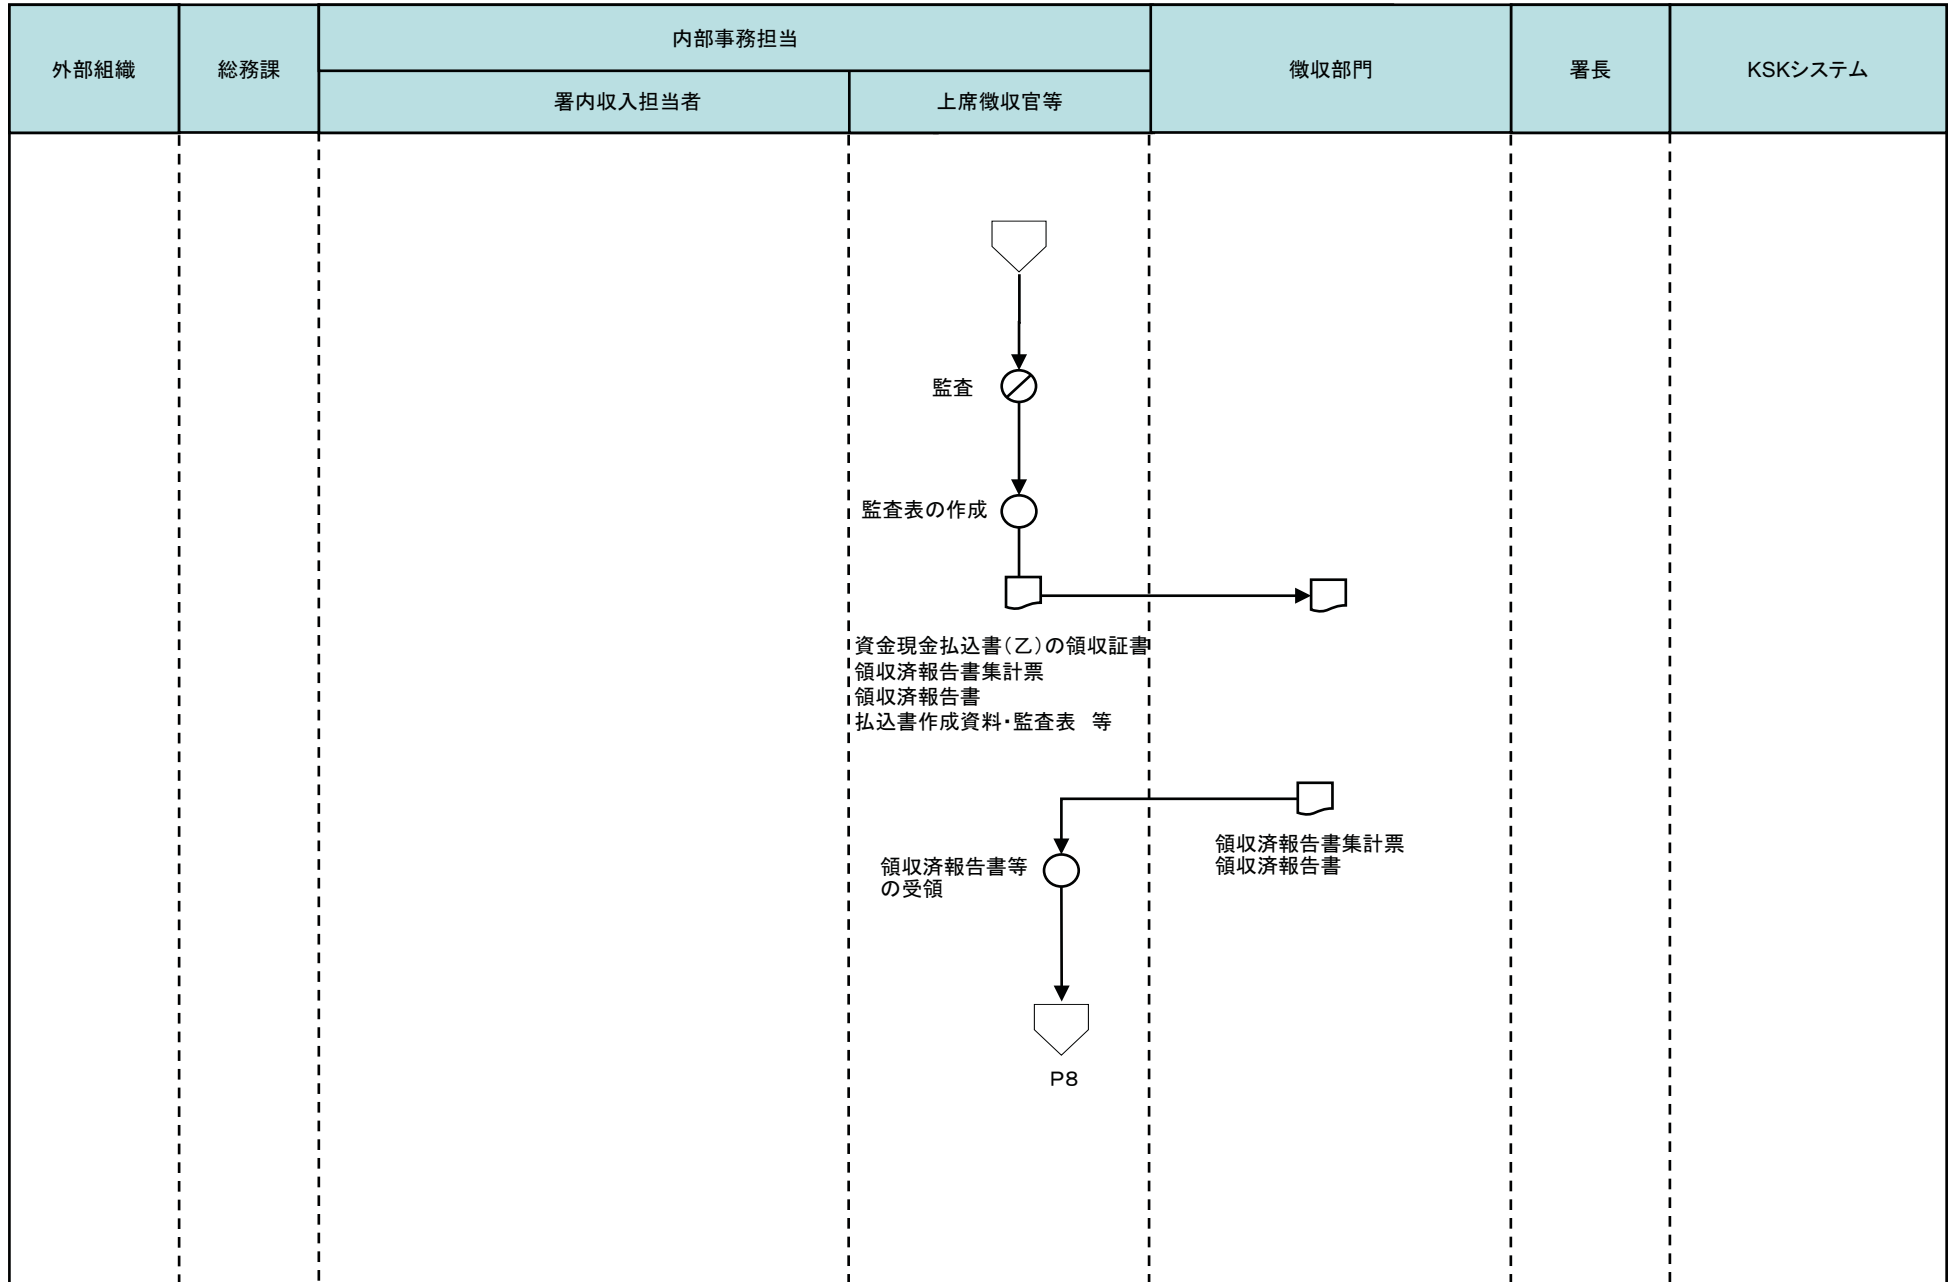 外部組織
総務課
内部事務担当
署内収入担当者
上席徴収官等
徴収部門
署長
KSKシステム
監査
監査表の作成
資金現金払込書(乙)の領収証書
領収済報告書集計票
領収済報告書
払込書作成資料・監査表　等
領収済報告書集計票
領収済報告書
領収済報告書等
の受領
P8